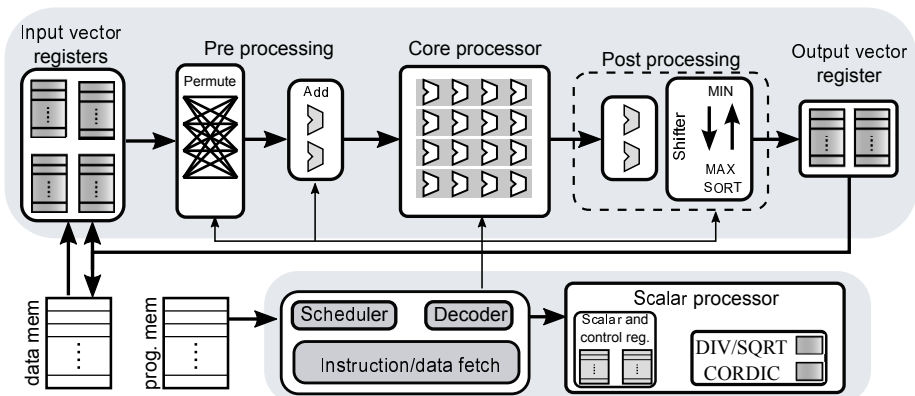 Input vector
registers
Pre processing
Core processor
Post processing
Output vector
register
Permute
Add
Shifter
MIN
MAX
SORT
data mem
prog. mem
Scheduler
Decoder
Instruction/data fetch
Scalar processor
Scalar and
control reg.
DIV/SQRT
CORDIC